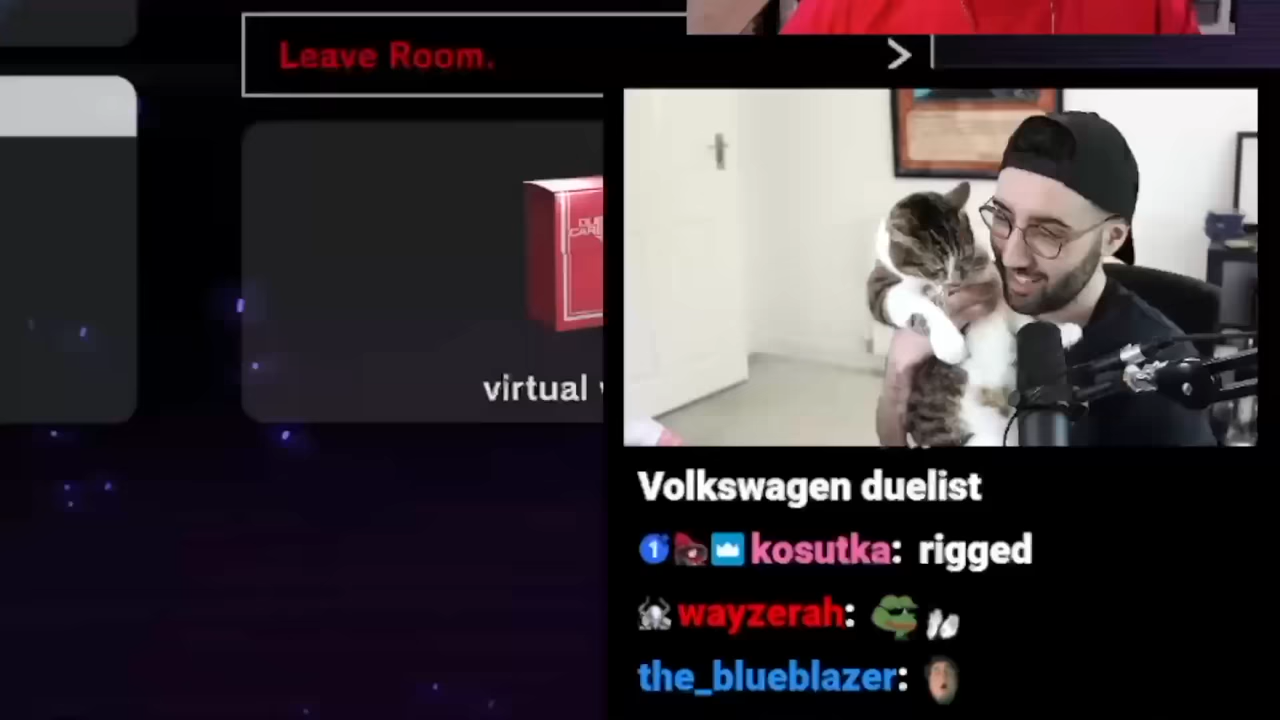 Leave Room.
virtual
Volkswagen duelist
kosutka: rigged
wayzerah:
the_blueblazer: